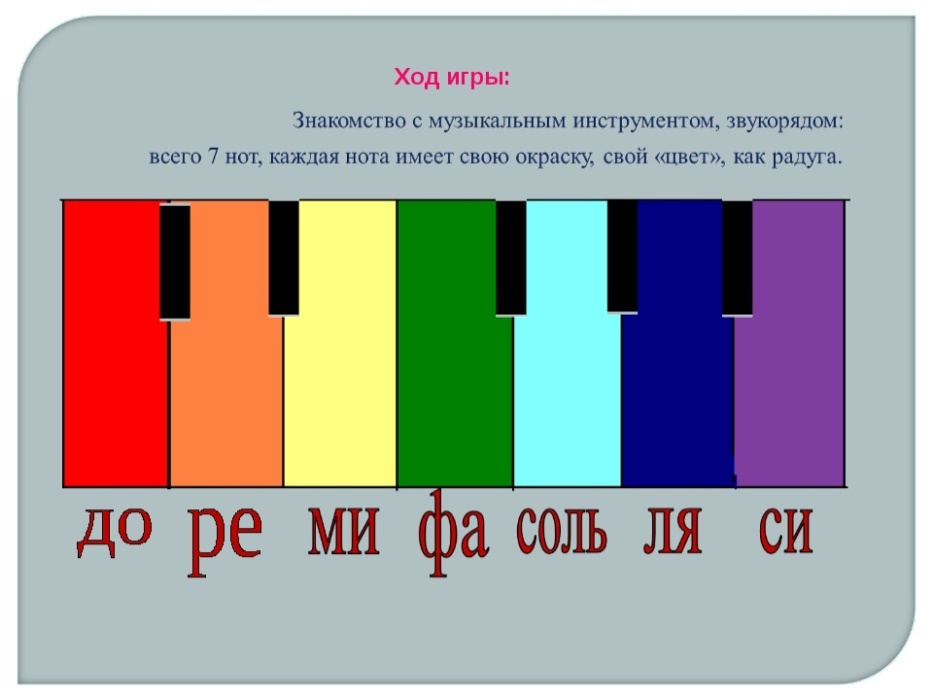 Ход игры:
Знакомство с музыкальным инструментом, звукорядом:
всего 7 нот, каждая нота имеет свою окраску, свой «цвет», как радуга.
до ре ми фа соль ля си